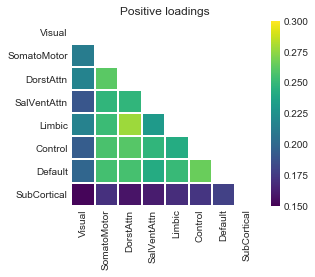 Positive loadings
Visual
SomatoMotor
DorstAttn
SalVentAttn
Limbic
Control
Default
SubCortical
Visual
SomatoMotor
DorstAttn
SalVentAttn
Limbic
Control
Default
SubCortical
0.300
0.275
0.250
0.225
0.200
0.175
0.150